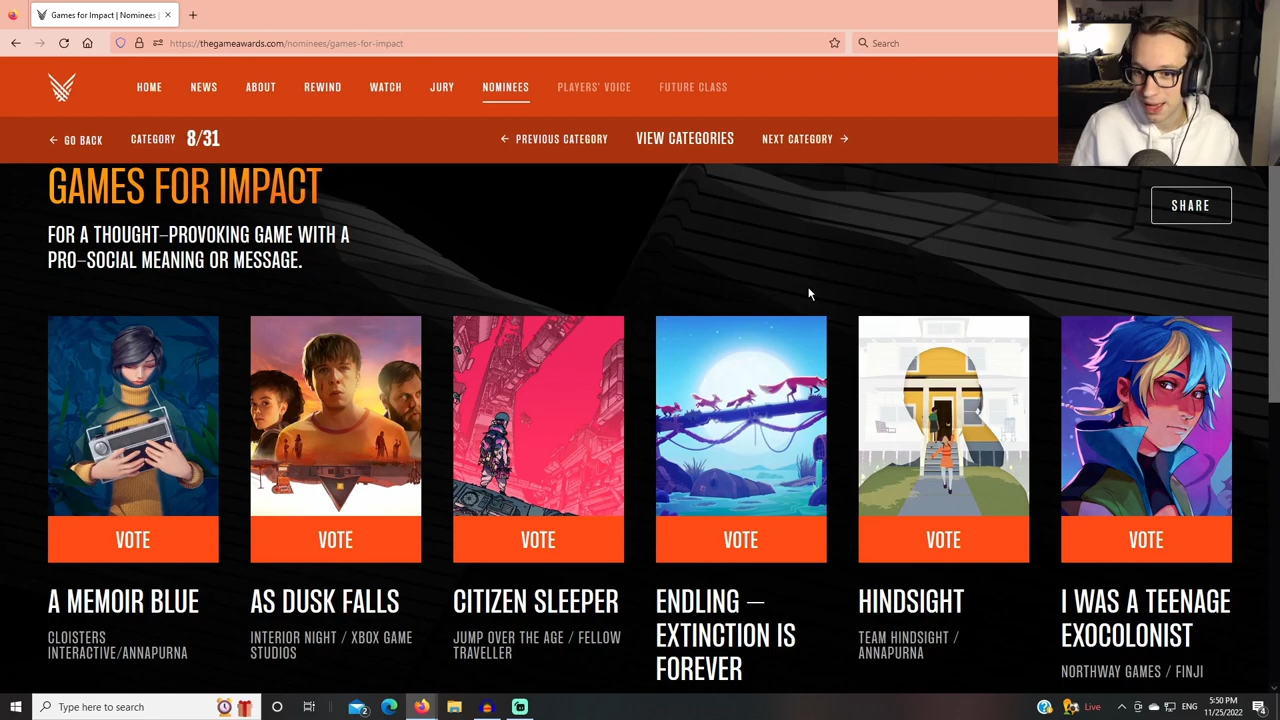 Games for Impact | Nominees |
https://thegameawards.com/nominees/games-for-impact
Search
HOME NEWS ABOUT REWIND WATCH JURY NOMINEES PLAYERS' VOICE FUTURE CLASS
← GO BACK CATEGORY 8/31 ← PREVIOUS CATEGORY VIEW CATEGORIES NEXT CATEGORY →
GAMES FOR IMPACT
FOR A THOUGHT–PROVOKING GAME WITH A
PRO–SOCIAL MEANING OR MESSAGE.
SHARE
VOTE VOTE VOTE VOTE VOTE VOTE
A MEMOIR BLUE
CLOISTERS
INTERACTIVE/ANNAPURNA
AS DUSK FALLS
INTERIOR NIGHT / XBOX GAME
STUDIOS
CITIZEN SLEEPER
JUMP OVER THE AGE / FELLOW
TRAVELLER
ENDLING –
EXTINCTION IS
FOREVER
HINDSIGHT
TEAM HINDSIGHT /
ANNAPURNA
I WAS A TEENAGE
EXOCOLONIST
NORTHWAY GAMES / FINJI
Type here to search
2
Live
ENG
5:50 PM
11/25/2022
4